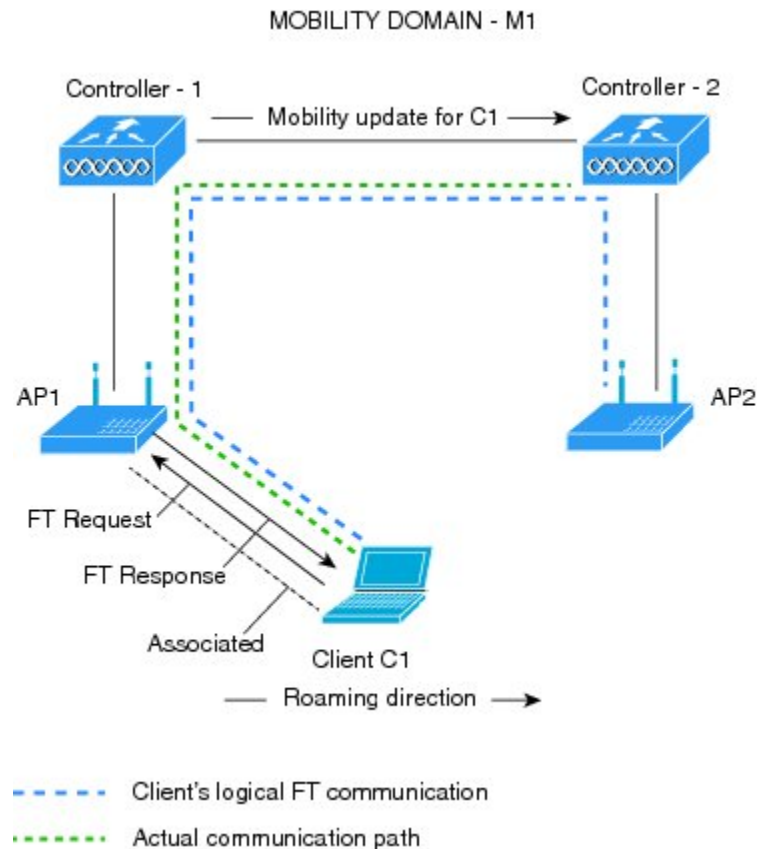 MOBILITY DOMAIN - M1
Controller - 1
Controller - 2
Mobility update for C1
AP1
AP2
FT Request
FT Response
Associated
Client C1
Roaming direction
Client's logical FT communication
Actual communication path